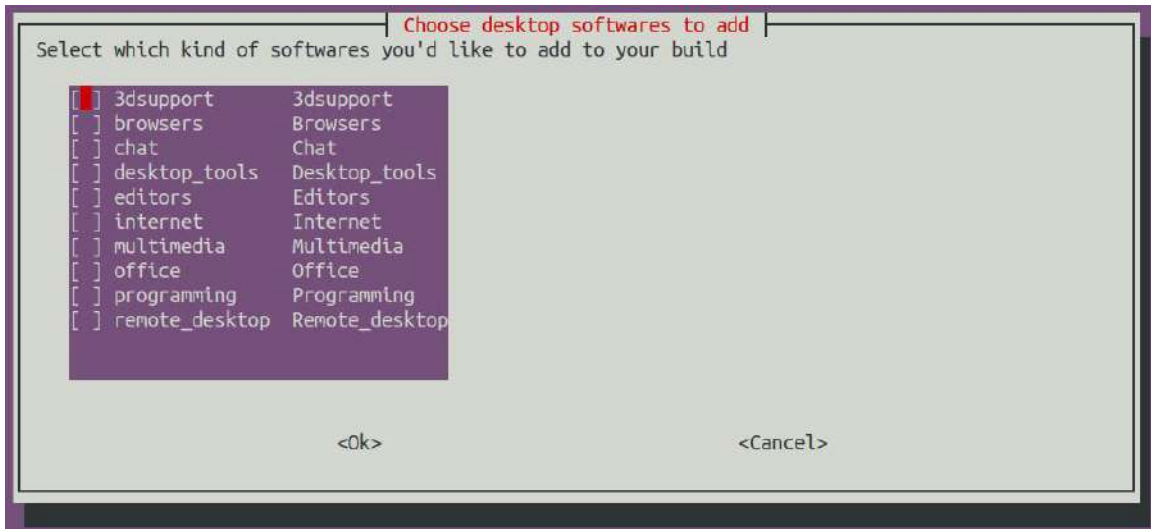 Choose desktop softwares to add
Select which kind of softwares you'd like to add to your build
[ ] 3dsupport 3dsupport
[ ] browsers Browsers
[ ] chat Chat
[ ] desktop_tools Desktop_tools
[ ] editors Editors
[ ] internet Internet
[ ] multimedia Multimedia
[ ] office Office
[ ] programming Programming
[ ] remote_desktop Remote_desktop
<Ok> <Cancel>